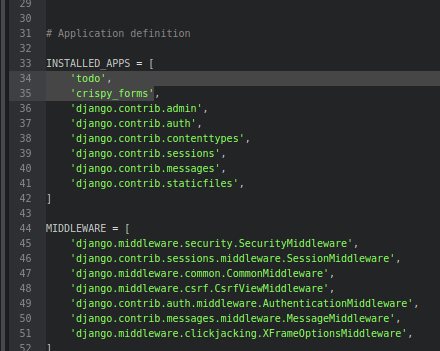 29
30
31 # Application definition
32
33 INSTALLED_APPS = [
34     'todo',
35     'crispy_forms',
36     'django.contrib.admin',
37     'django.contrib.auth',
38     'django.contrib.contenttypes',
39     'django.contrib.sessions',
40     'django.contrib.messages',
41     'django.contrib.staticfiles',
42 ]
43
44 MIDDLEWARE = [
45     'django.middleware.security.SecurityMiddleware',
46     'django.contrib.sessions.middleware.SessionMiddleware',
47     'django.middleware.common.CommonMiddleware',
48     'django.middleware.csrf.CsrfViewMiddleware',
49     'django.contrib.auth.middleware.AuthenticationMiddleware',
50     'django.contrib.messages.middleware.MessageMiddleware',
51     'django.middleware.clickjacking.XFrameOptionsMiddleware',
52 ]